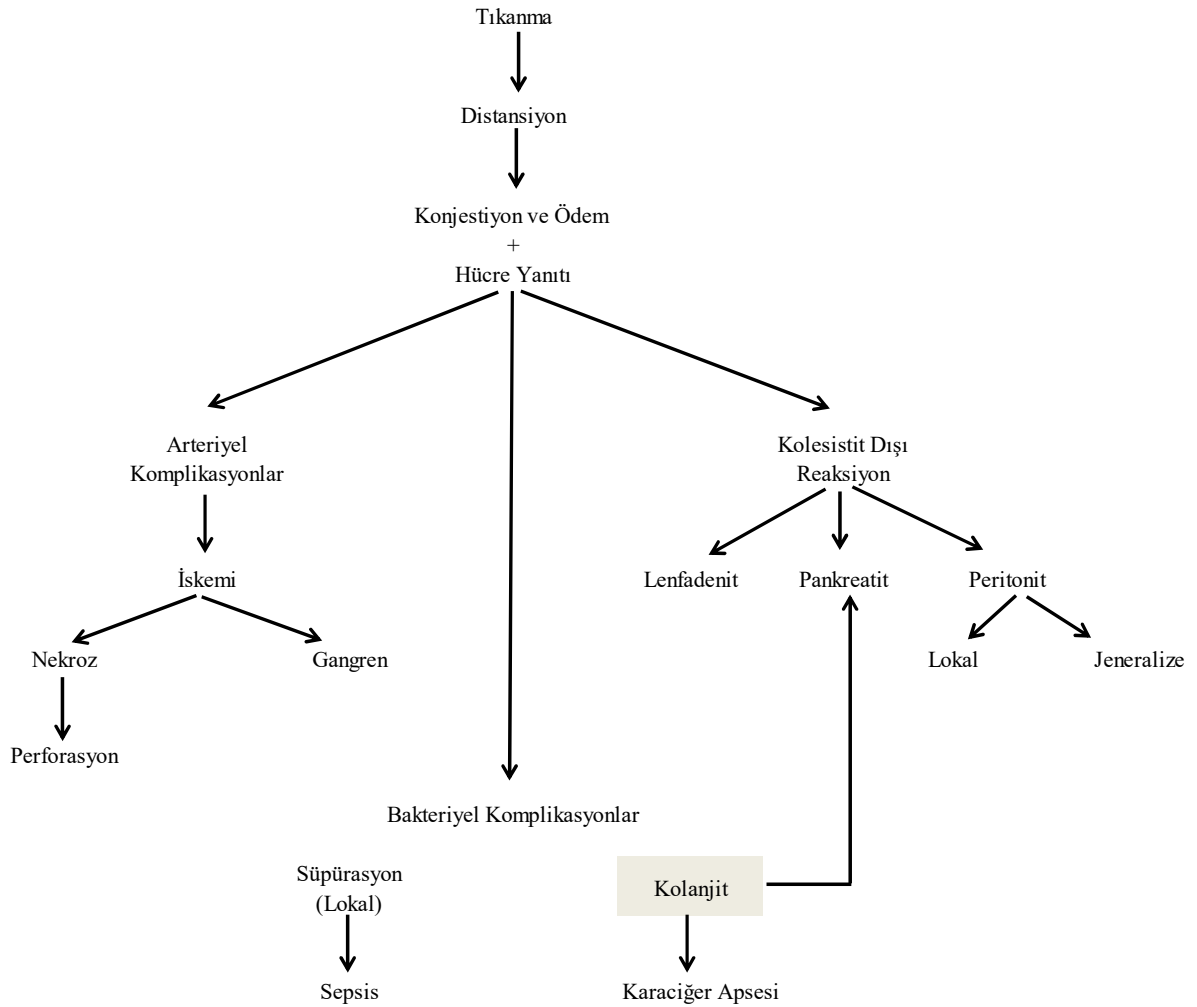 Tıkanma
Distansiyon
Konjestiyon ve Ödem
+
Hücre Yanıtı
Arteriyel
Komplikasyonlar
Kolesistit Dışı
Reaksiyon
İskemi
Lenfadenit
Pankreatit
Peritonit
Nekroz
Gangren
Lokal
Jeneralize
Perforasyon
Bakteriyel Komplikasyonlar
Süpürasyon
(Lokal)
Kolanjit
Sepsis
Karaciğer Apsesi